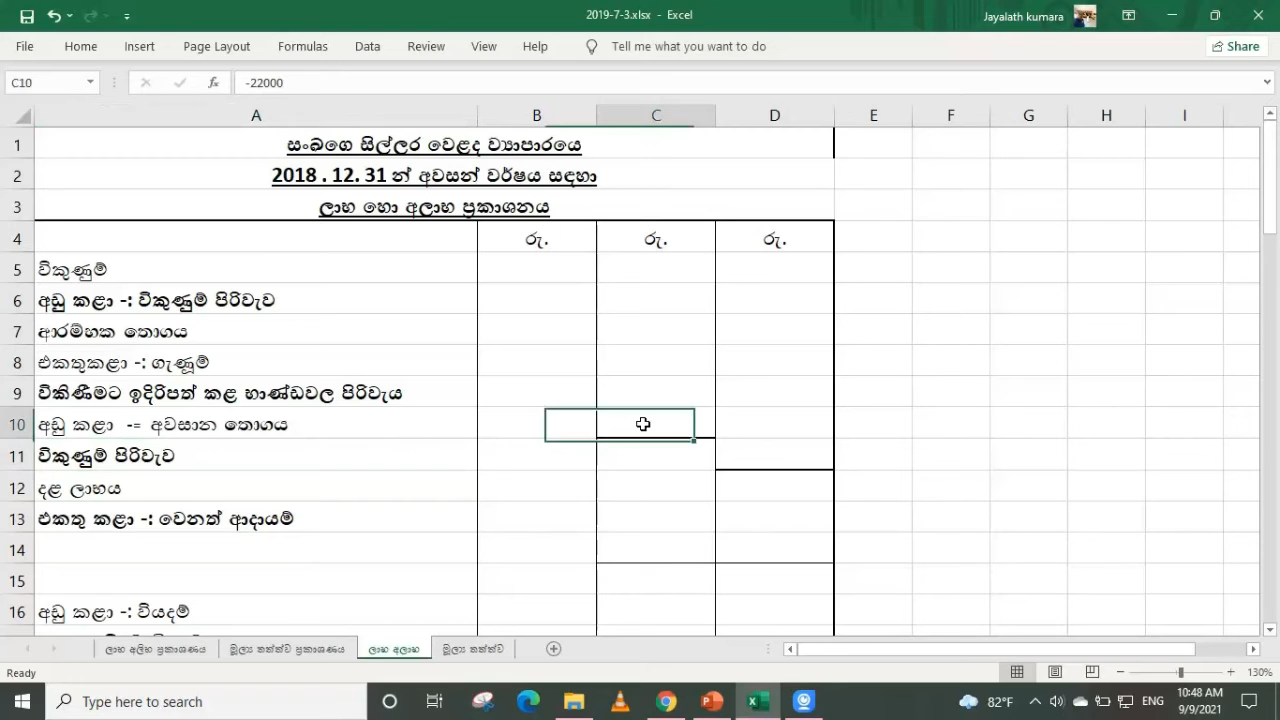 2019-7-3.xlsx - Excel
Jayalath kumara
File Home Insert Page Layout Formulas Data Review View Help Tell me what you want to do Share
C10 fx -22000
A B C D E F G H I
1 සංඛගෙ සිල්ලර වෙළද ව්‍යාපාරයෙ
2 2018 . 12. 31 න් අවසන් වර්ෂය සඳහා
3 ලාභ හො අලාභ ප්‍රකාශනය
4 රු. රු. රු.
5 විකුණුම්
6 අඩු කළා -: විකුණුම් පිරිවැව
7 ආරම්භක තොගය
8 එකතුකළා -: ගැණුම්
9 විකිණීමට ඉදිරිපත් කළ භාණ්ඩවල පිරිවැය
10 අඩු කළා -= අවසාන තොගය
11 විකුණුම් පිරිවැව
12 දළ ලාභය
13 එකතු කළා -: වෙනත් ආදායම්
14
15
16 අඩු කළා -: වියදම්
ලාභ අලිභ ප්‍රකාශණය මූල්‍ය තත්ත්ව ප්‍රකාශණය ලාභ අලාභ මූල්‍ය තත්ත්ව
Ready 130%
Type here to search 82°F ENG 10:48 AM
9/9/2021